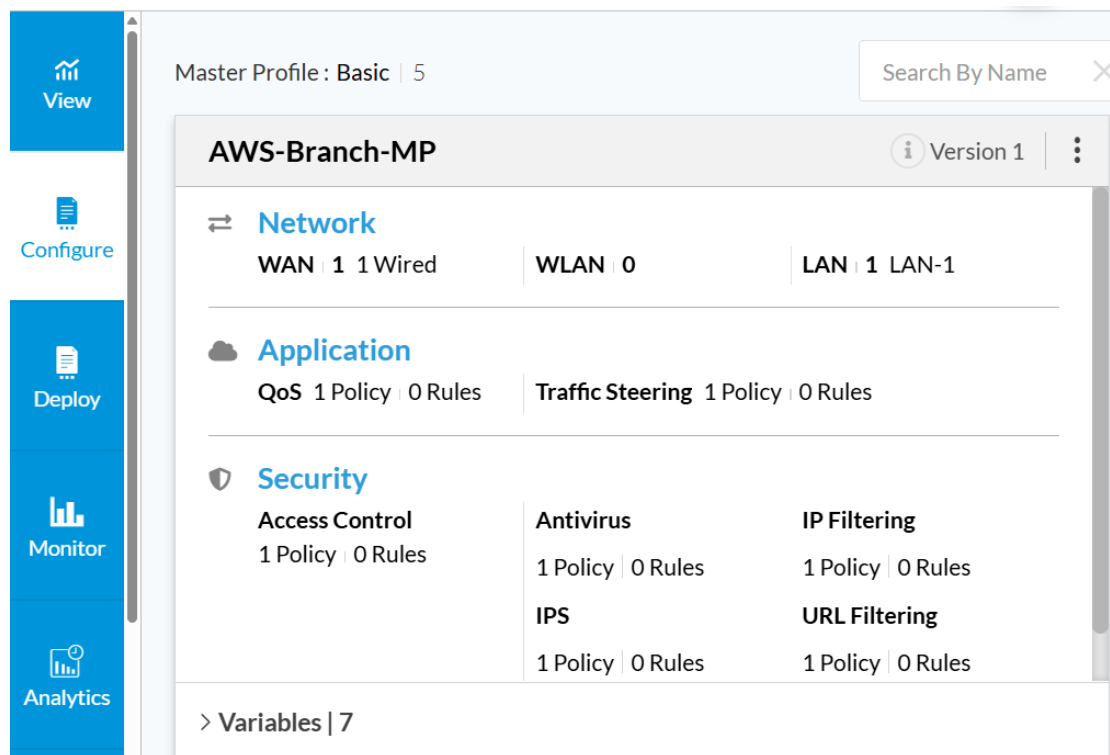 View
Configure
Deploy
Monitor
Analytics
Master Profile : Basic | 5
Search By Name
AWS-Branch-MP
Version 1
Network
WAN | 1 1 Wired
WLAN | 0
LAN | 1 LAN-1
Application
QoS 1 Policy | 0 Rules
Traffic Steering 1 Policy | 0 Rules
Security
Access Control
1 Policy | 0 Rules
Antivirus
1 Policy | 0 Rules
IP Filtering
1 Policy | 0 Rules
IPS
1 Policy | 0 Rules
URL Filtering
1 Policy | 0 Rules
> Variables | 7